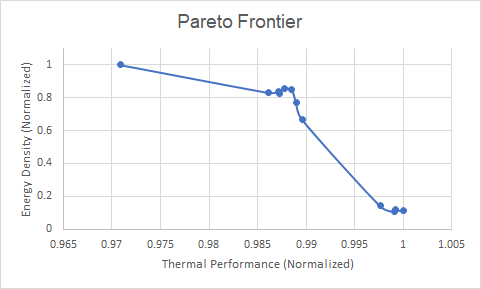 Pareto Frontier
Energy Density (Normalized)
1
0.8
0.6
0.4
0.2
0
0.965 0.97 0.975 0.98 0.985 0.99 0.995 1 1.005
Thermal Performance (Normalized)